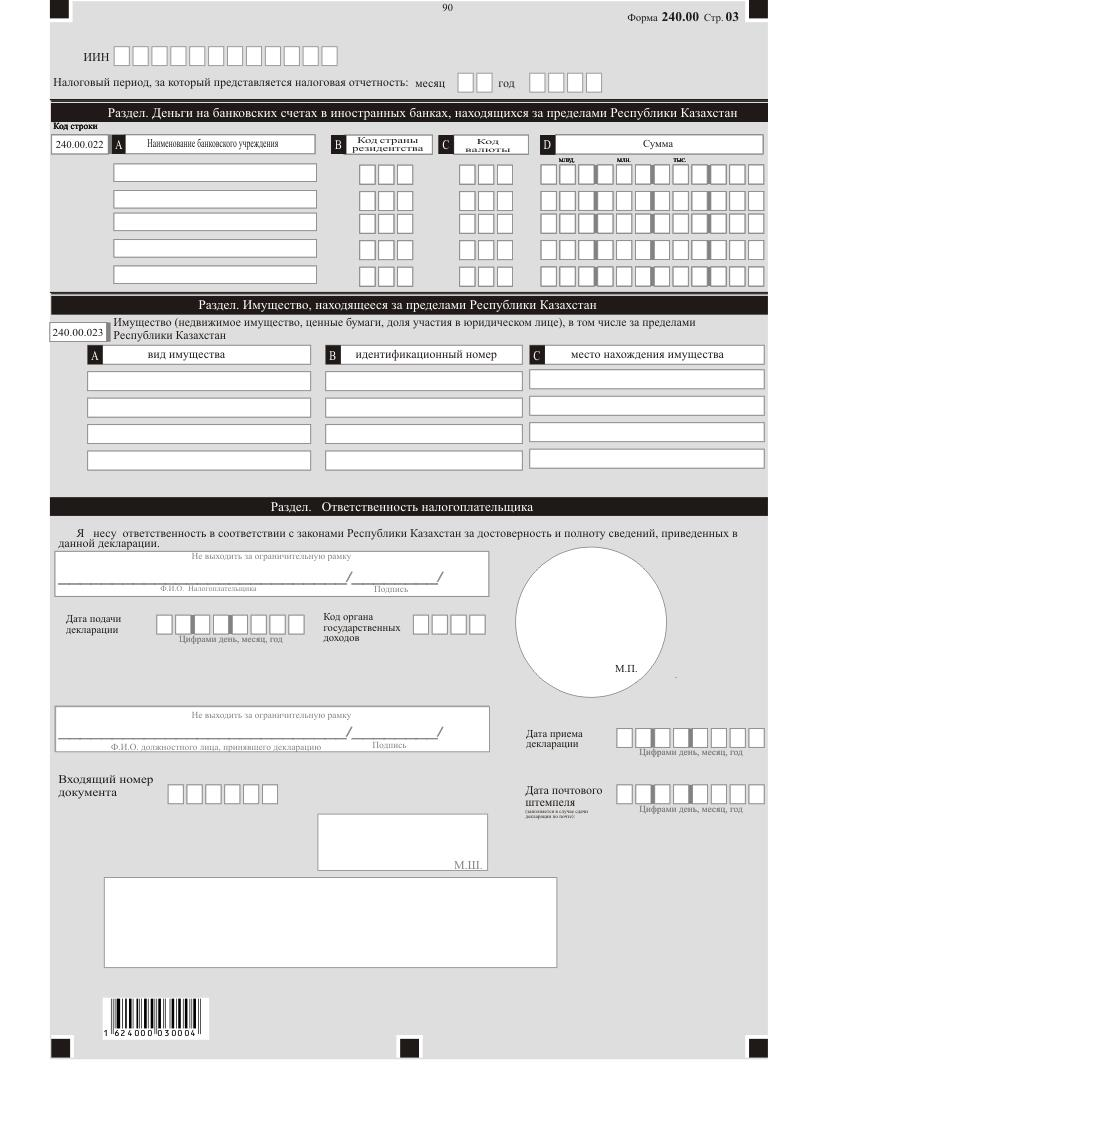 90
Форма 240.00 Стр. 03
ИИН
Налоговый период, за который представляется налоговая отчетность: месяц год
Раздел. Деньги на банковских счетах в иностранных банках, находящихся за пределами Республики Казахстан
Код строки
240.00.022 A Наименование банковского учреждения B Код страны резидентства C Код валюты D Сумма
млрд. млн. тыс.
Раздел. Имущество, находящееся за пределами Республики Казахстан
240.00.023 Имущество (недвижимое имущество, ценные бумаги, доля участия в юридическом лице), в том числе за пределами
Республики Казахстан
A вид имущества B идентификационный номер C место нахождения имущества
Раздел. Ответственность налогоплательщика
Я несу ответственность в соответствии с законами Республики Казахстан за достоверность и полноту сведений, приведенных в
данной декларации.
Не выходить за ограничительную рамку
/ /
Ф.И.О. Налогоплательщика Подпись
Дата подачи
декларации
Цифрами день, месяц, год
Код органа
государственных
доходов
М.П.
Не выходить за ограничительную рамку
/ /
Ф.И.О. должностного лица, принявшего декларацию Подпись
Дата приема
декларации
Цифрами день, месяц, год
Входящий номер
документа
Дата почтового
штемпеля
(заполняется в случае сдачи
декларации по почте)
Цифрами день, месяц, год
М.Ш.
1 624000 030004